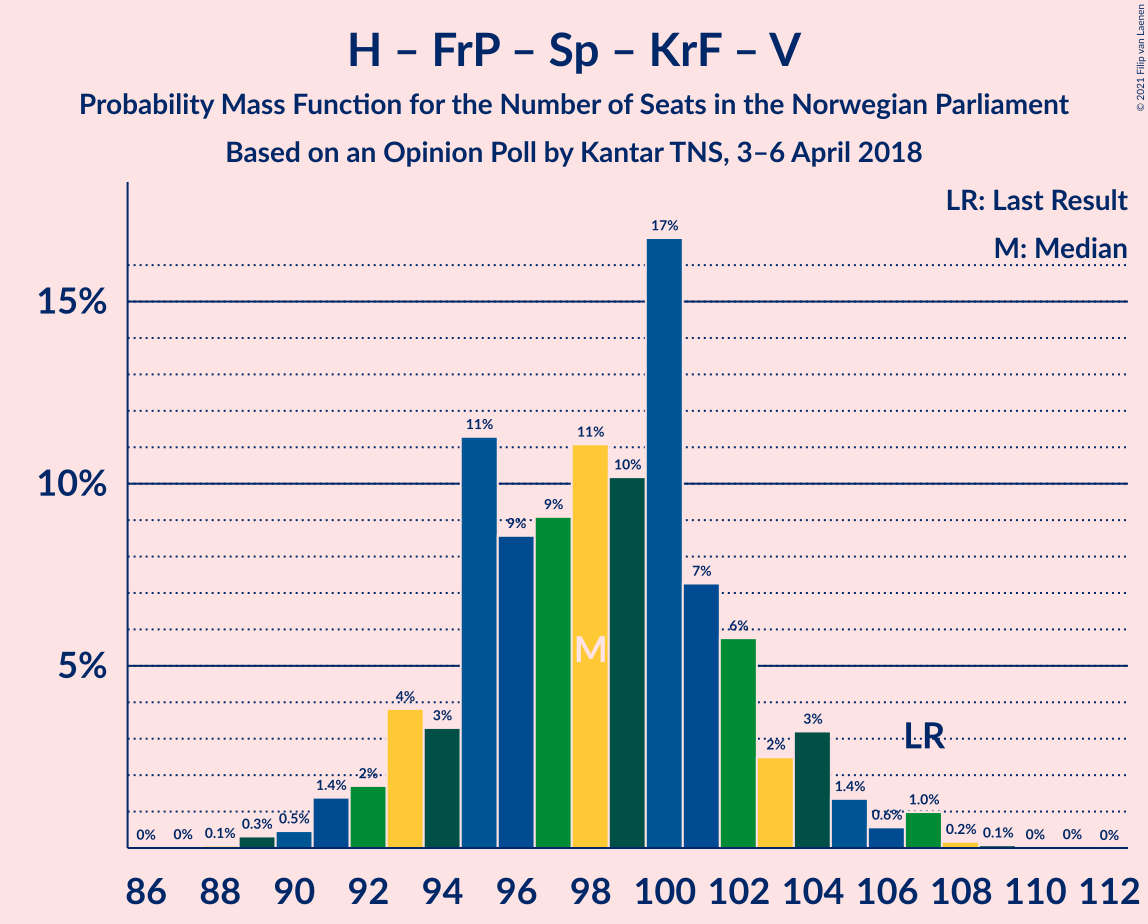 H – FrP – Sp – KrF – V
Probability Mass Function for the Number of Seats in the Norwegian Parliament
Based on an Opinion Poll by Kantar TNS, 3–6 April 2018
© 2021 Filip van Laenen
LR: Last Result
M: Median
15%
10%
5%
0% 0% 0.1% 0.3% 0.5% 1.4% 2% 4% 3% 11% 9% 9% 11% 10% 17% 7% 6% 2% 3% 1.4% 0.6% 1.0% 0.2% 0.1% 0% 0% 0%
M
LR
86 88 90 92 94 96 98 100 102 104 106 108 110 112